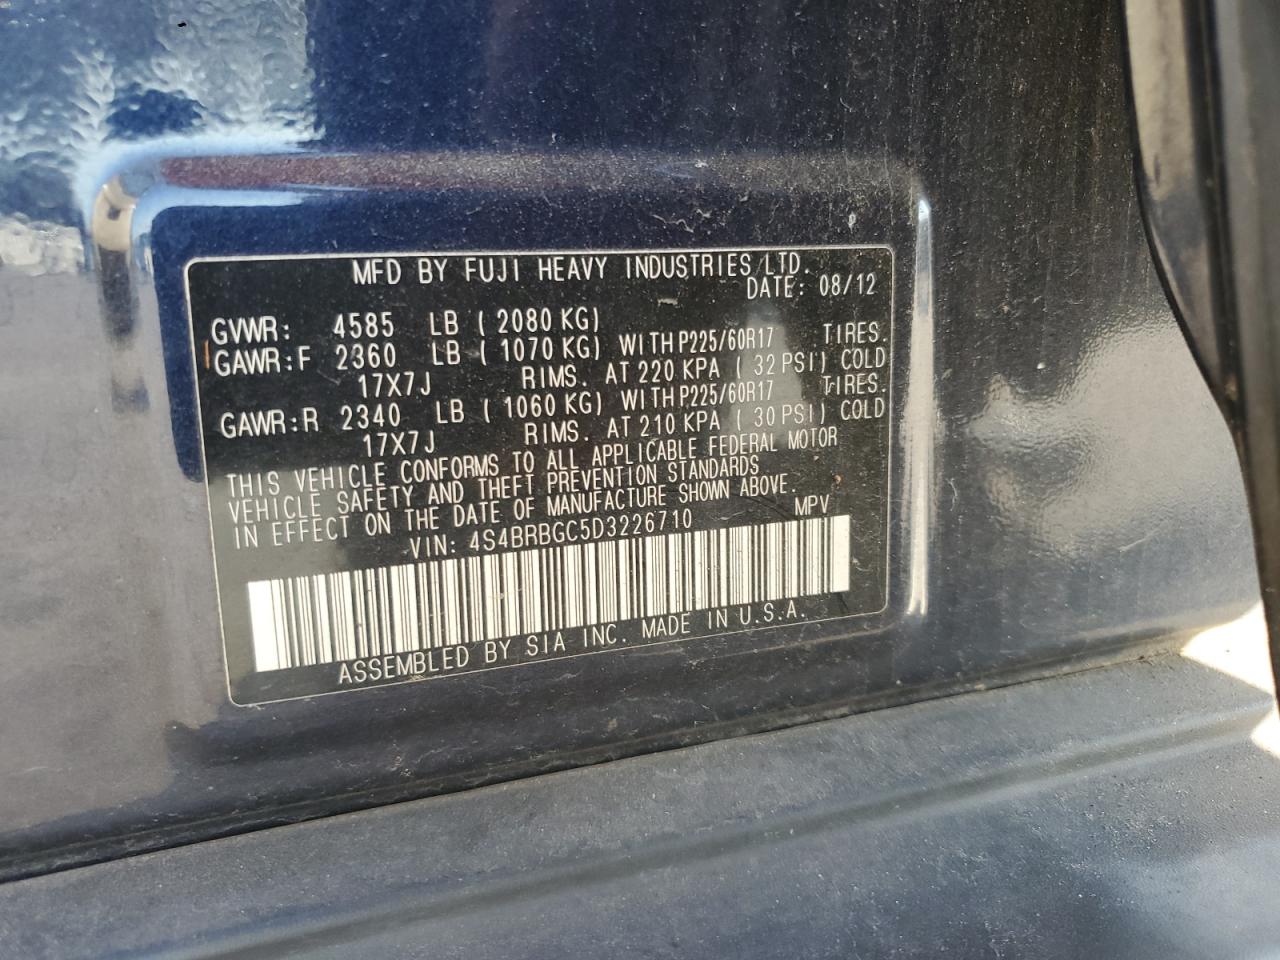 MFD BY FUJI HEAVY INDUSTRIES LTD.
DATE: 08/12
GVWR: 4585 LB ( 2080 KG)
GAWR:F 2360 LB ( 1070 KG) WITH P225/60R17 TIRES.
17X7J RIMS. AT 220 KPA ( 32 PSI) COLD
GAWR:R 2340 LB ( 1060 KG) WITH P225/60R17 TIRES.
17X7J RIMS. AT 210 KPA ( 30 PSI) COLD
THIS VEHICLE CONFORMS TO ALL APPLICABLE FEDERAL MOTOR
VEHICLE SAFETY AND THEFT PREVENTION STANDARDS
IN EFFECT ON THE DATE OF MANUFACTURE SHOWN ABOVE.
VIN: 4S4BRBGC5D3226710 MPV
ASSEMBLED BY SIA INC. MADE IN U.S.A.